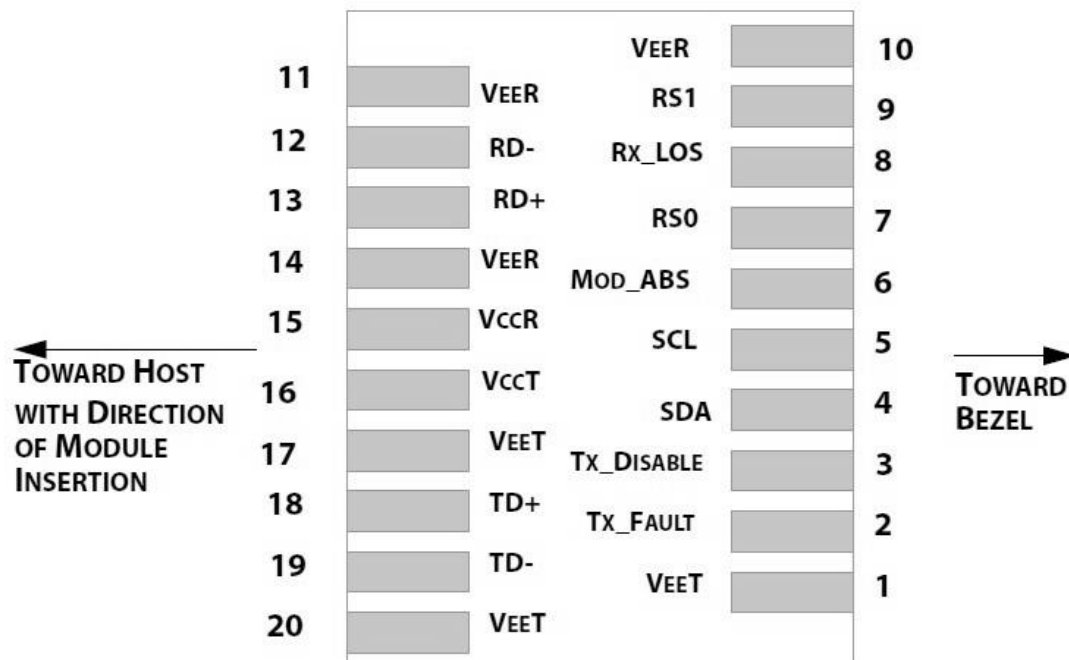 VEER 10
11 VEER
RS1 9
12 RD-
Rx_LOS 8
13 RD+
RS0 7
14 VEER
MOD_ABS 6
15 VCCR
SCL 5
TOWARD HOST
WITH DIRECTION
OF MODULE
INSERTION
TOWARD
BEZEL
16 VCCT
SDA 4
17 VEET
TX_DISABLE 3
18 TD+
TX_FAULT 2
19 TD-
VEET 1
20 VEET